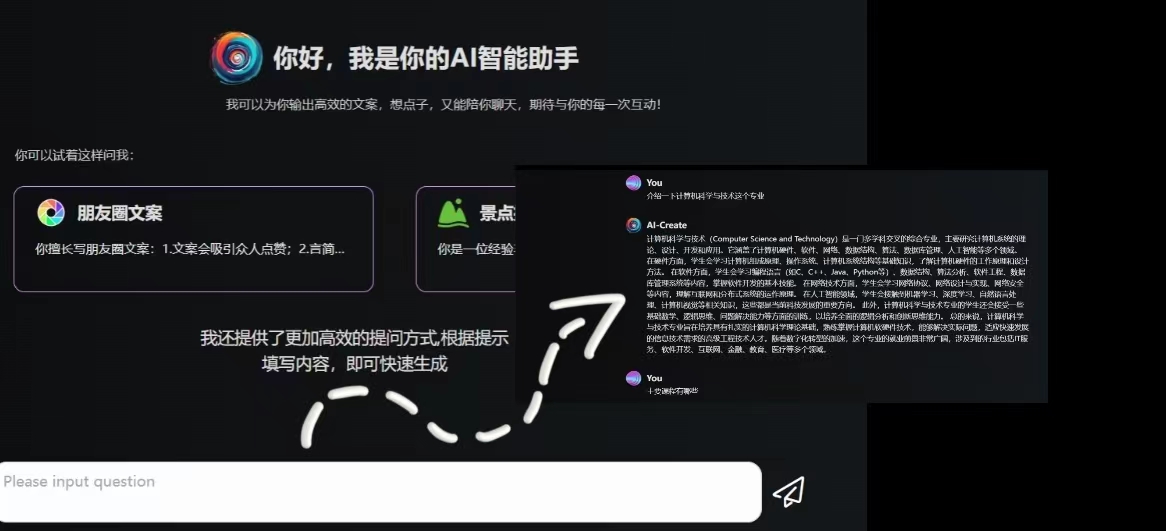 你好，我是你的AI智能助手
我可以为你输出高效的文案，想点子，又能陪你聊天，期待与你的每一次互动！
你可以试着这样问我：
朋友圈文案
你擅长写朋友圈文案：1.文案会吸引众人点赞；2.言简...
景点
你是一位经验
我还提供了更加高效的提问方式,根据提示
填写内容，即可快速生成
Please input question
You
介绍一下计算机科学与技术这个专业
AI-Create
计算机科学与技术（Computer Science and Technology）是一门多学科交叉的综合专业，主要研究计算机系统的理
论、设计、开发和应用。它涵盖了计算机硬件、软件、网络、数据结构、算法、数据库管理、人工智能等多个领域。
在硬件方面，学生会学习计算机组成原理、操作系统、计算机系统结构等基础知识，了解计算机硬件的工作原理和设计
方法。 在软件方面，学生会学习编程语言（如C、C++、Java、Python等）、数据结构、算法分析、软件工程、数据
库管理系统等内容，掌握软件开发的基本技能。 在网络技术方面，学生会学习网络协议、网络设计与实现、网络安全
等内容，理解互联网和分布式系统的运作原理。 在人工智能领域，学生会接触到机器学习、深度学习、自然语言处
理、计算机视觉等相关知识，这些都是当前科技发展的重要方向。 此外，计算机科学与技术专业的学生还会接受一些
基础数学、逻辑思维、问题解决能力等方面的训练，以培养全面的逻辑分析和创新思维能力。 总的来说，计算机科学
与技术专业旨在培养具有扎实的计算机科学理论基础，熟练掌握计算机软硬件技术，能够解决实际问题，适应快速发展
的信息技术需求的高级工程技术人才。随着数字化转型的加速，这个专业的就业前景非常广阔，涉及到的行业包括IT服
务、软件开发、互联网、金融、教育、医疗等多个领域。
You
主要课程有哪些